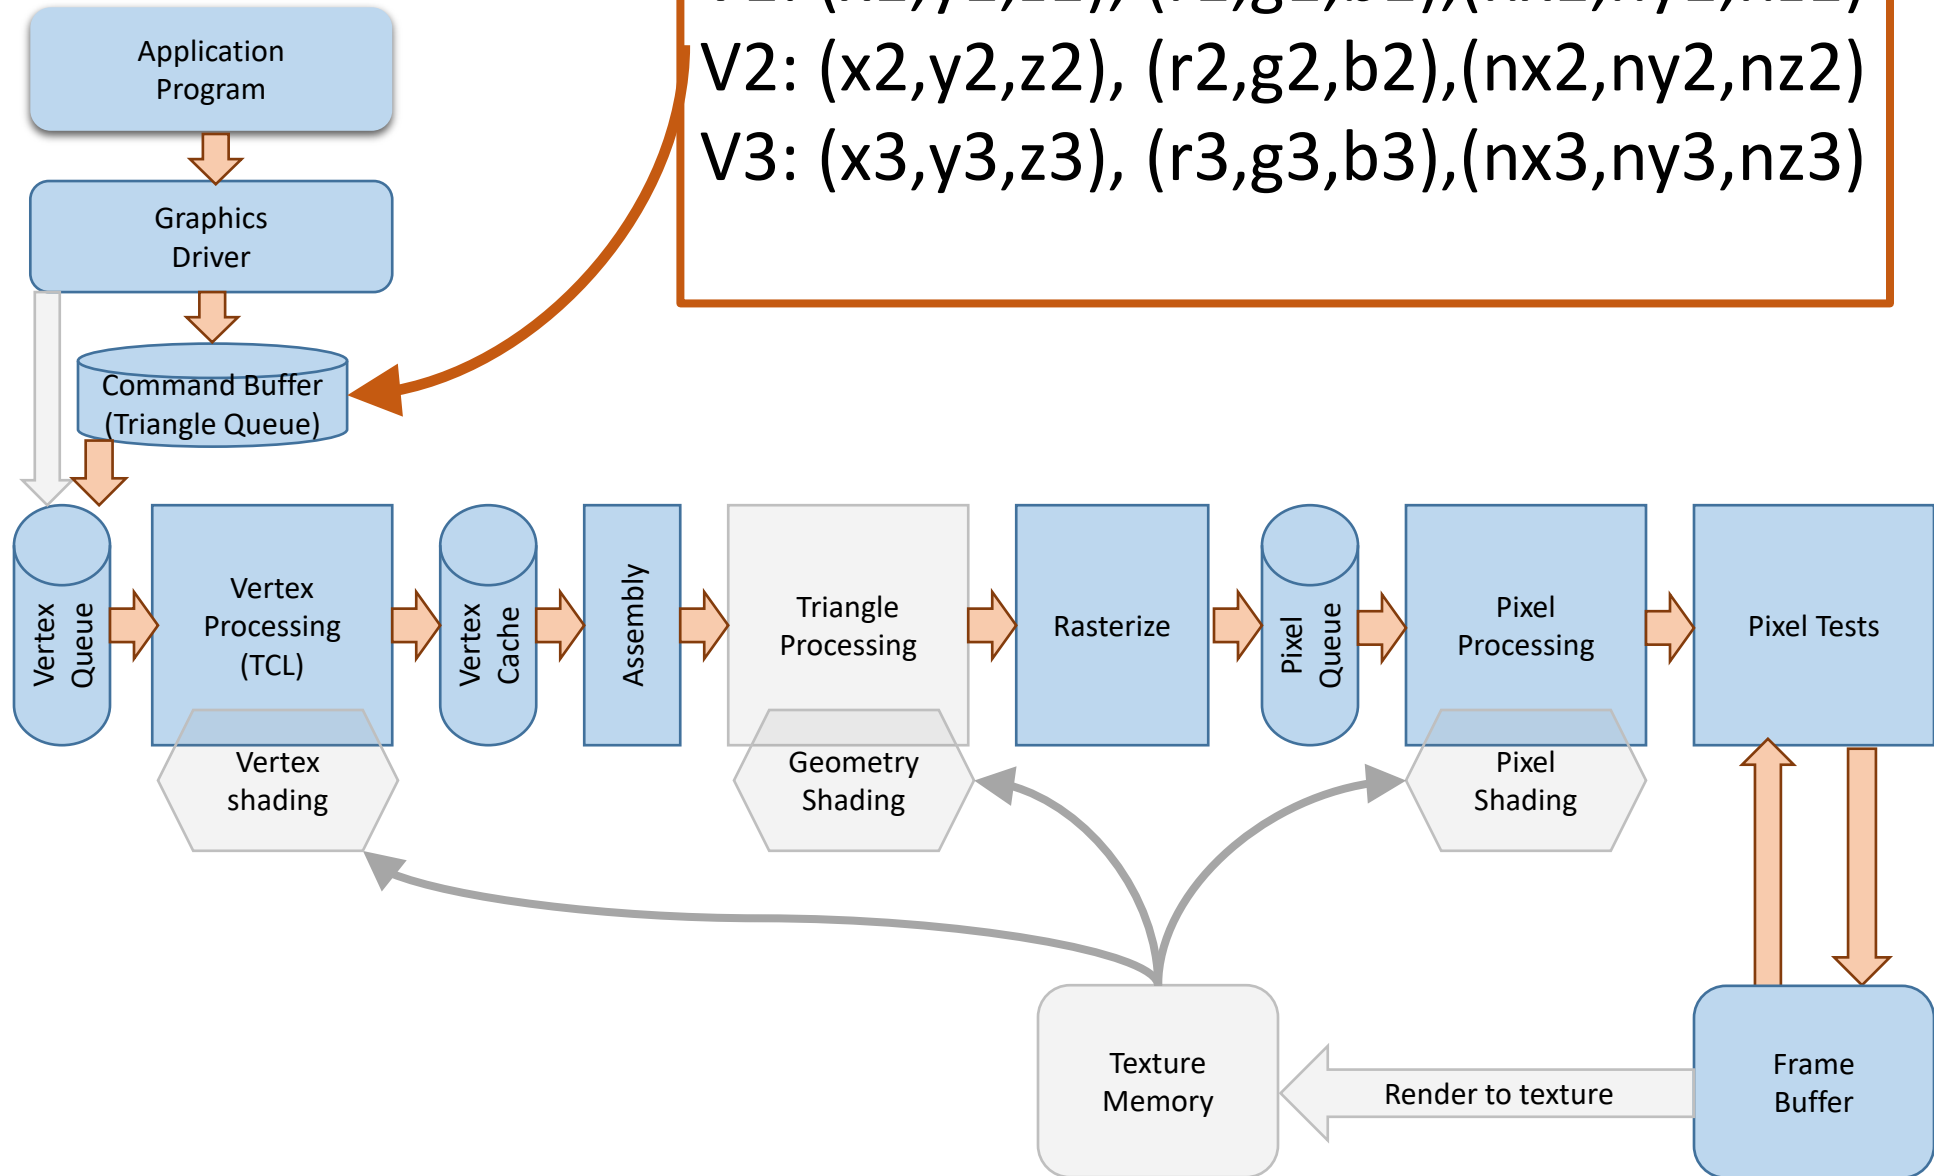 Application
Program
V2: (x2,y2,z2), (r2,g2,b2),(nx2,ny2,nz2)
V3: (x3,y3,z3), (r3,g3,b3),(nx3,ny3,nz3)
Graphics
Driver
Command Buffer
(Triangle Queue)
Vertex
Queue
Vertex
Processing
(TCL)
Vertex
Cache
Assembly
Triangle
Processing
Rasterize
Pixel
Queue
Pixel
Processing
Pixel Tests
Vertex
shading
Geometry
Shading
Pixel
Shading
Texture
Memory
Render to texture
Frame
Buffer